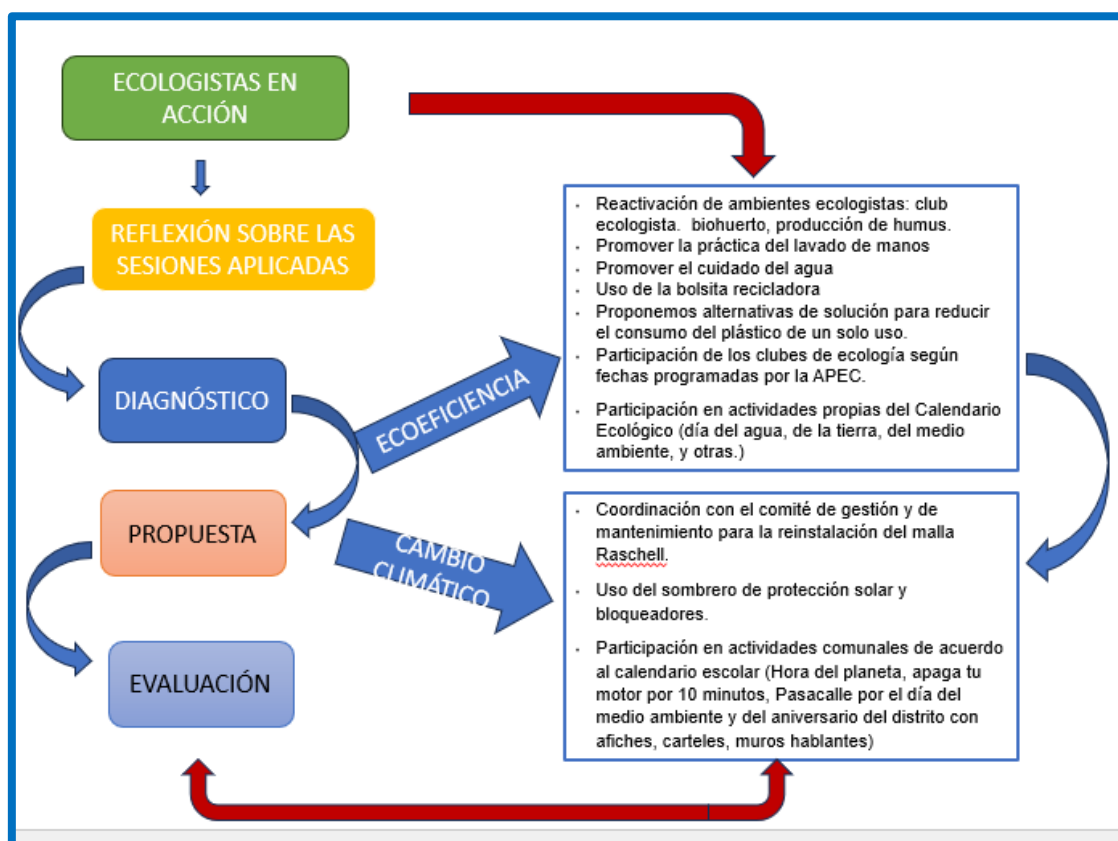 ECOLOGISTAS EN
ACCIÓN
REFLEXIÓN SOBRE LAS
SESIONES APLICADAS
DIAGNÓSTICO
PROPUESTA
EVALUACIÓN
ECOEFICIENCIA
CAMBIO
CLIMÁTICO
• Reactivación de ambientes ecologistas: club
ecologista.  biohuerto, producción de humus.
• Promover la práctica del lavado de manos
• Promover el cuidado del agua
• Uso de la bolsita recicladora
• Proponemos alternativas de solución para reducir
el consumo del plástico de un solo uso.
• Participación de los clubes de ecología según
fechas programadas por la APEC.
• Participación en actividades propias del Calendario
Ecológico (día del agua, de la tierra, del medio
ambiente, y otras.)
• Coordinación con el comité de gestión y de
mantenimiento para la reinstalación del malla
Raschell.
• Uso del sombrero de protección solar y
bloqueadores.
• Participación en actividades comunales de acuerdo
al calendario escolar (Hora del planeta, apaga tu
motor por 10 minutos, Pasacalle por el día del
medio ambiente y del aniversario del distrito con
afiches, carteles, muros hablantes)